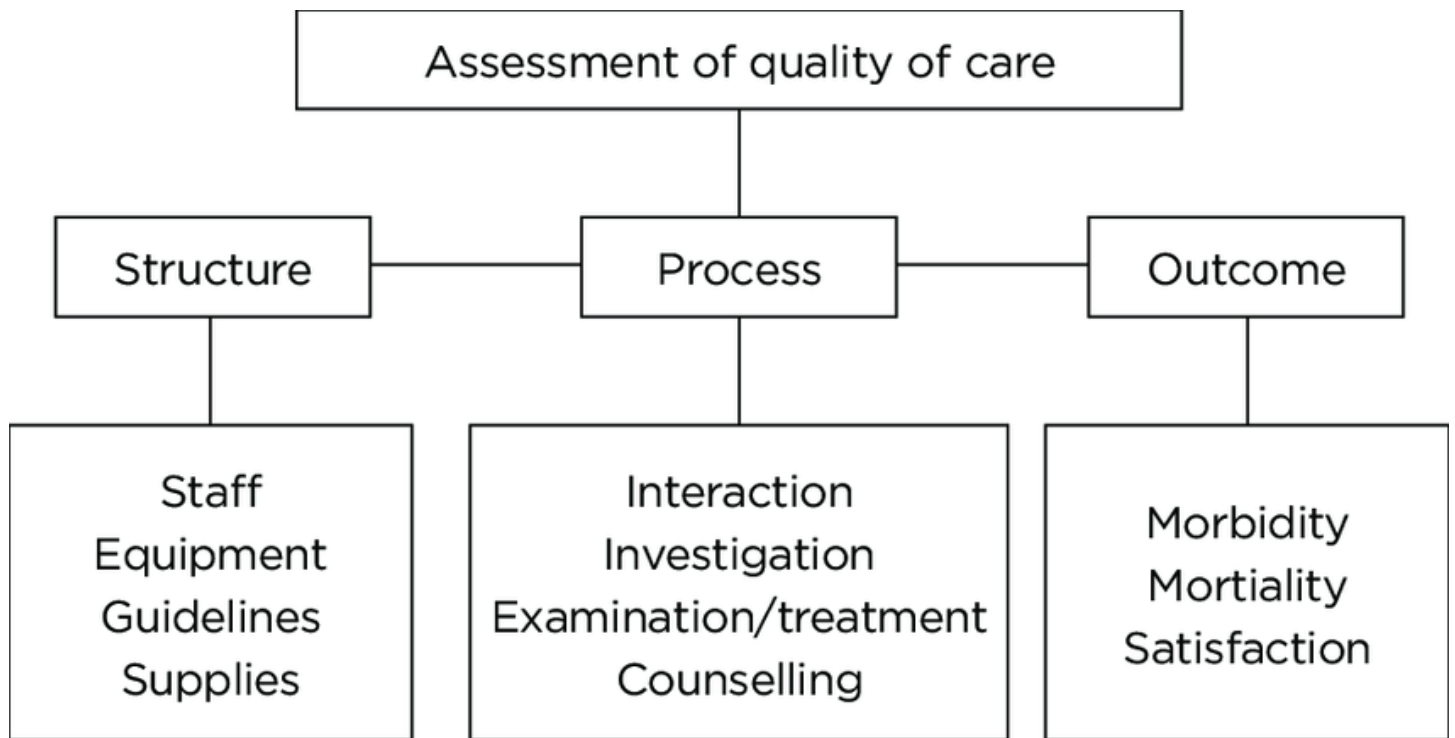 Assessment of quality of care
Structure
Process
Outcome
Staff
Equipment
Guidelines
Supplies
Interaction
Investigation
Examination/treatment
Counselling
Morbidity
Mortiality
Satisfaction